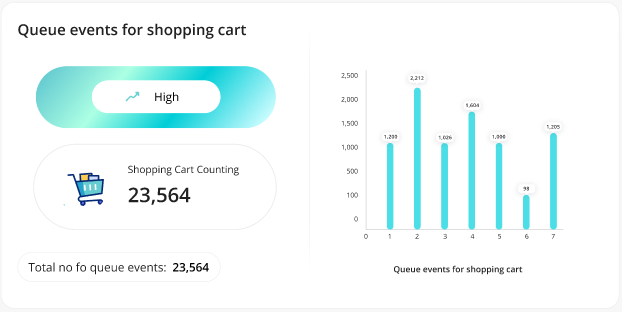 Queue events for shopping cart
High
Shopping Cart Counting
23,564
Total no fo queue events: 23,564
2,500
2,000
1,500
1,000
500
100
0
1,200
2,212
1,026
1,604
1,006
98
1,205
0 1 2 3 4 5 6 7
Queue events for shopping cart